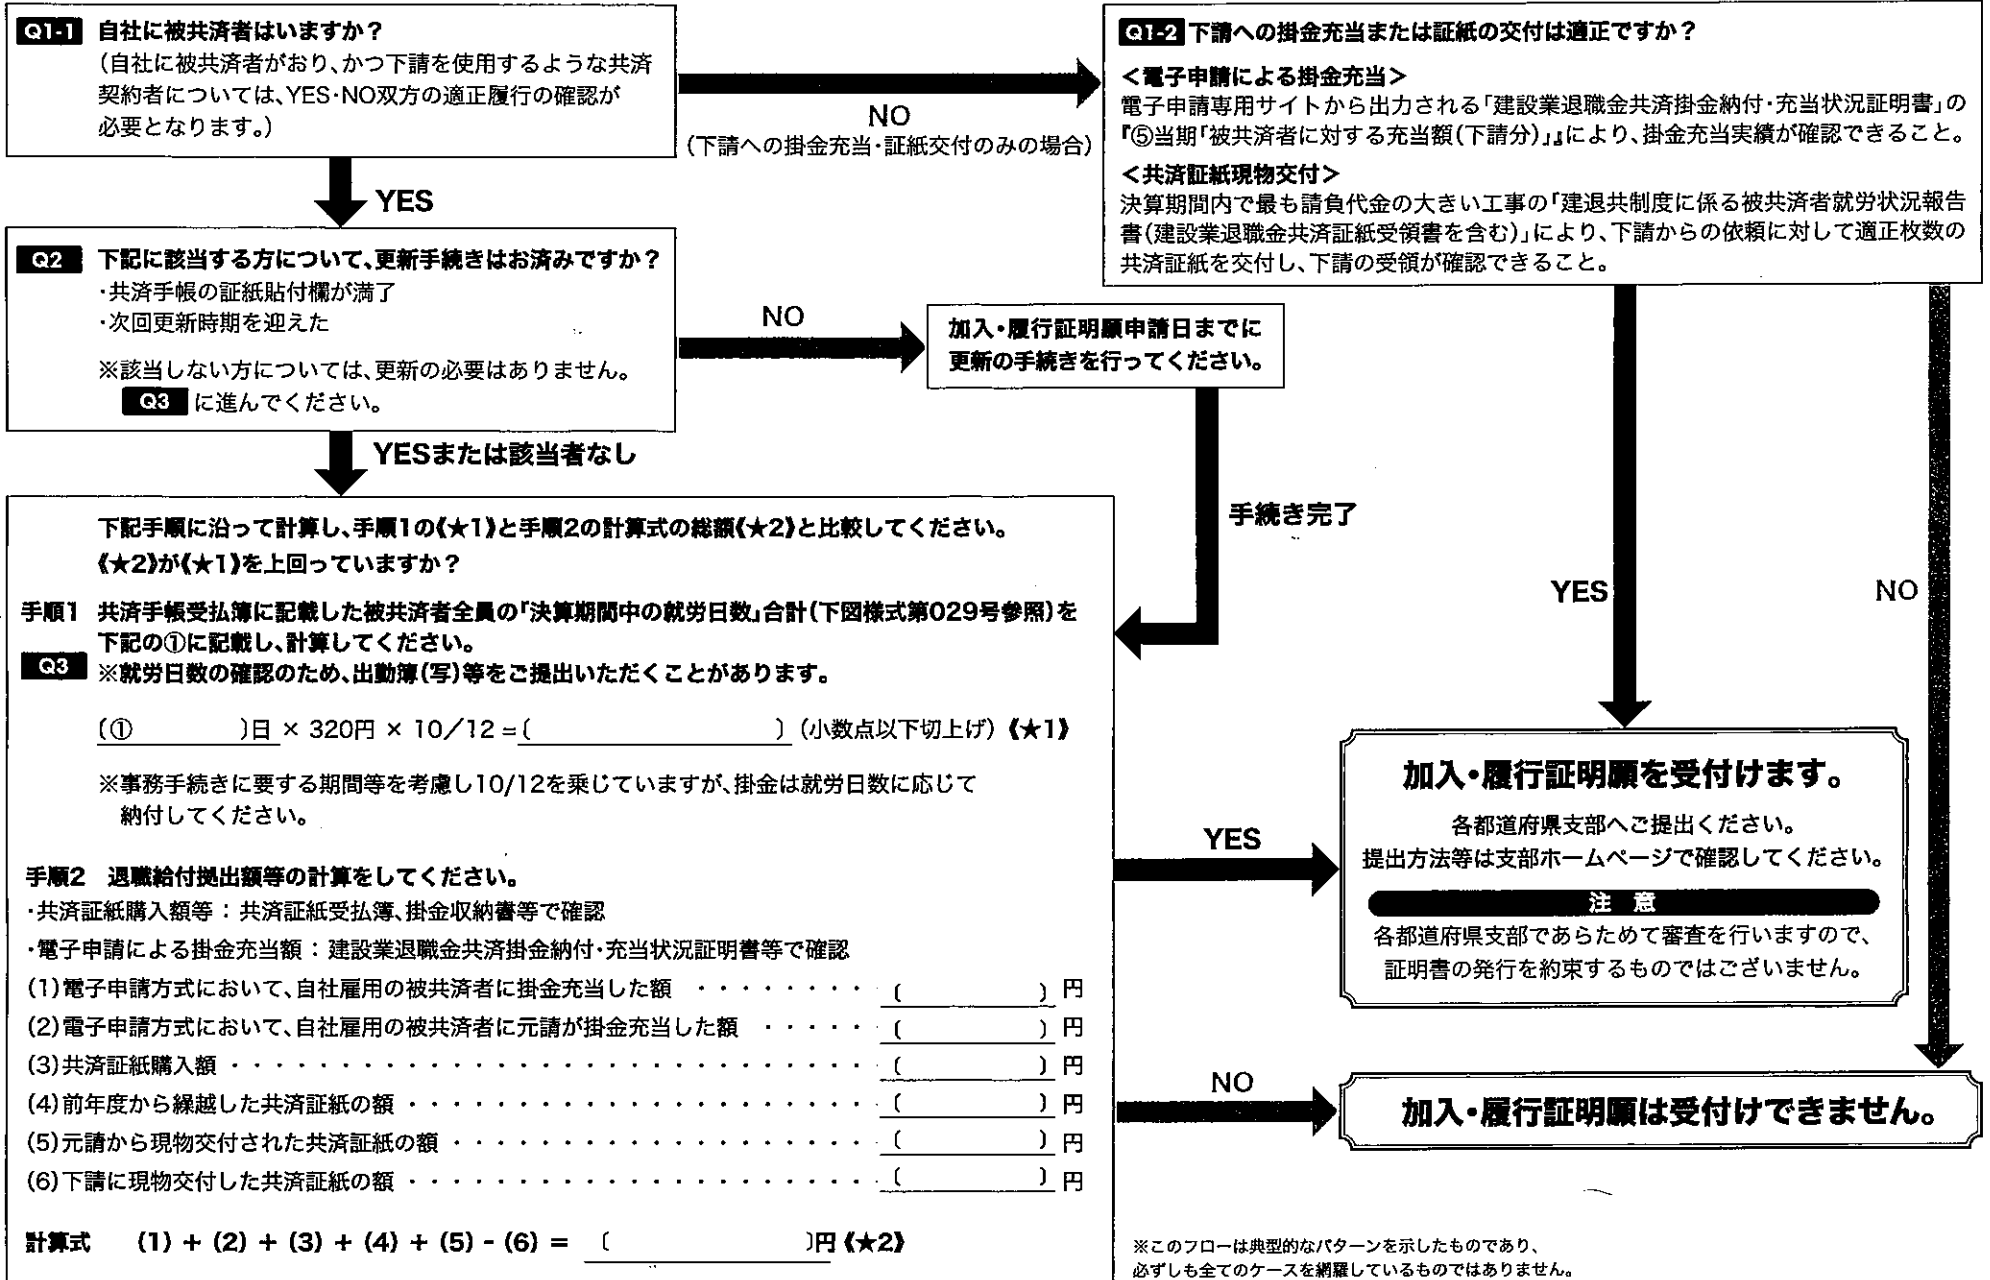 Q1-1 自社に被共済者はいますか?
(自社に被共済者がおり、かつ下請を使用するような共済
契約者については、YES・NO双方の適正履行の確認が
必要となります。)
NO
(下請への掛金充当・証紙交付のみの場合)
Q1-2 下請への掛金充当または証紙の交付は適正ですか?
<電子申請による掛金充当>
電子申請専用サイトから出力される「建設業退職金共済掛金納付・充当状況証明書」の
『⑤当期「被共済者に対する充当額(下請分)」』により、掛金充当実績が確認できること。
<共済証紙現物交付>
決算期間内で最も請負代金の大きい工事の「建退共制度に係る被共済者就労状況報告
書(建設業退職金共済証紙受領書を含む)」により、下請からの依頼に対して適正枚数の
共済証紙を交付し、下請の受領が確認できること。
YES
Q2 下記に該当する方について、更新手続きはお済みですか?
・共済手帳の証紙貼付欄が満了
・次回更新時期を迎えた
※該当しない方については、更新の必要はありません。
Q3 に進んでください。
NO
加入・履行証明願申請日までに
更新の手続きを行ってください。
YESまたは該当者なし
手続き完了
YES
NO
下記手順に沿って計算し、手順1の《★1》と手順2の計算式の総額《★2》と比較してください。
《★2》が《★1》を上回っていますか?
手順1 共済手帳受払簿に記載した被共済者全員の「決算期間中の就労日数」合計(下図様式第029号参照)を
下記の①に記載し、計算してください。
Q3 ※就労日数の確認のため、出勤簿(写)等をご提出いただくことがあります。
〔① 〕日 × 320円 × 10/12 =〔 〕(小数点以下切上げ)《★1》
※事務手続きに要する期間等を考慮し10/12を乗じていますが、掛金は就労日数に応じて
納付してください。
手順2 退職給付拠出額等の計算をしてください。
・共済証紙購入額等:共済証紙受払簿、掛金収納書等で確認
・電子申請による掛金充当額:建設業退職金共済掛金納付・充当状況証明書等で確認
(1)電子申請方式において、自社雇用の被共済者に掛金充当した額 ・・・・・・・・ 〔 〕円
(2)電子申請方式において、自社雇用の被共済者に元請が掛金充当した額 ・・・・・ 〔 〕円
(3)共済証紙購入額 ・・・・・・・・・・・・・・・・・・・・・・ 〔 〕円
(4)前年度から繰越した共済証紙の額 ・・・・・・・・・・・・・・・・ 〔 〕円
(5)元請から現物交付された共済証紙の額 ・・・・・・・・・・・・・・ 〔 〕円
(6)下請に現物交付した共済証紙の額 ・・・・・・・・・・・・・・・・ 〔 〕円
計算式 (1) + (2) + (3) + (4) + (5) - (6) = 〔 〕円《★2》
YES
加入・履行証明願を受付けます。
各都道府県支部へご提出ください。
提出方法等は支部ホームページで確認してください。
注 意
各都道府県支部であらためて審査を行いますので、
証明書の発行を約束するものではございません。
NO
加入・履行証明願は受付けできません。
※このフローは典型的なパターンを示したものであり、
必ずしも全てのケースを網羅しているものではありません。